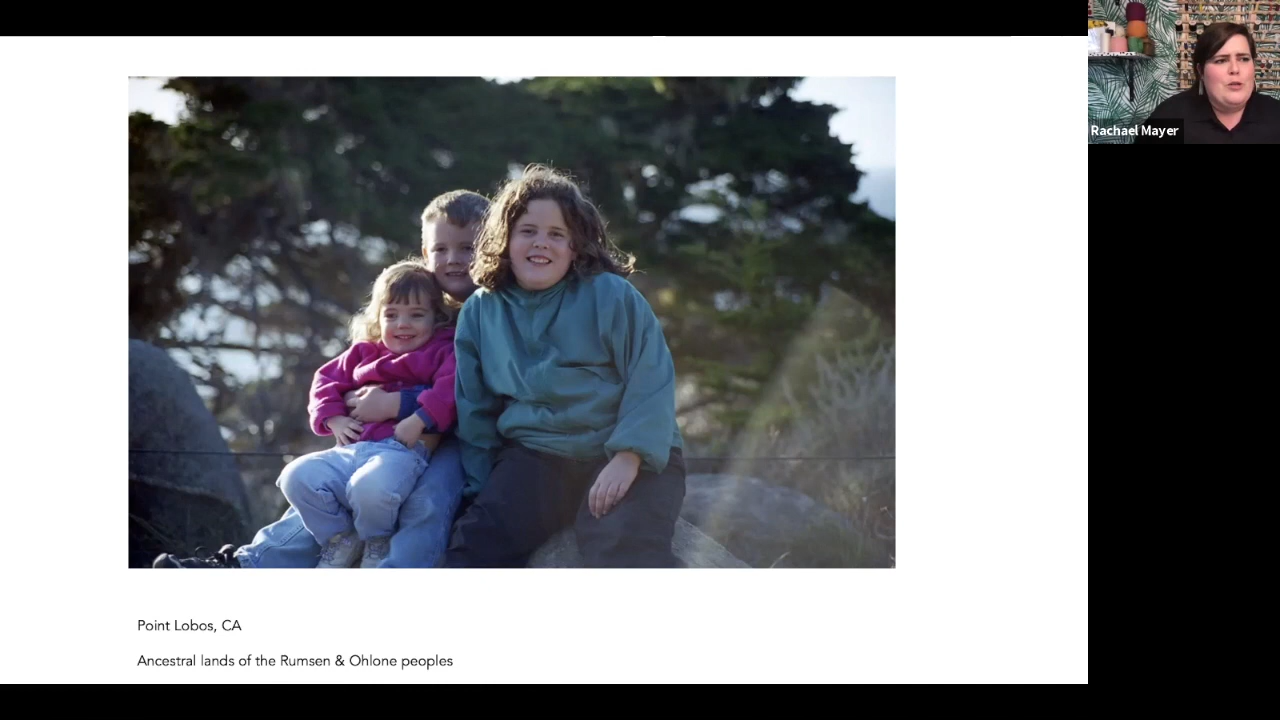 Rachael Mayer
Point Lobos, CA
Ancestral lands of the Rumsen & Ohlone peoples